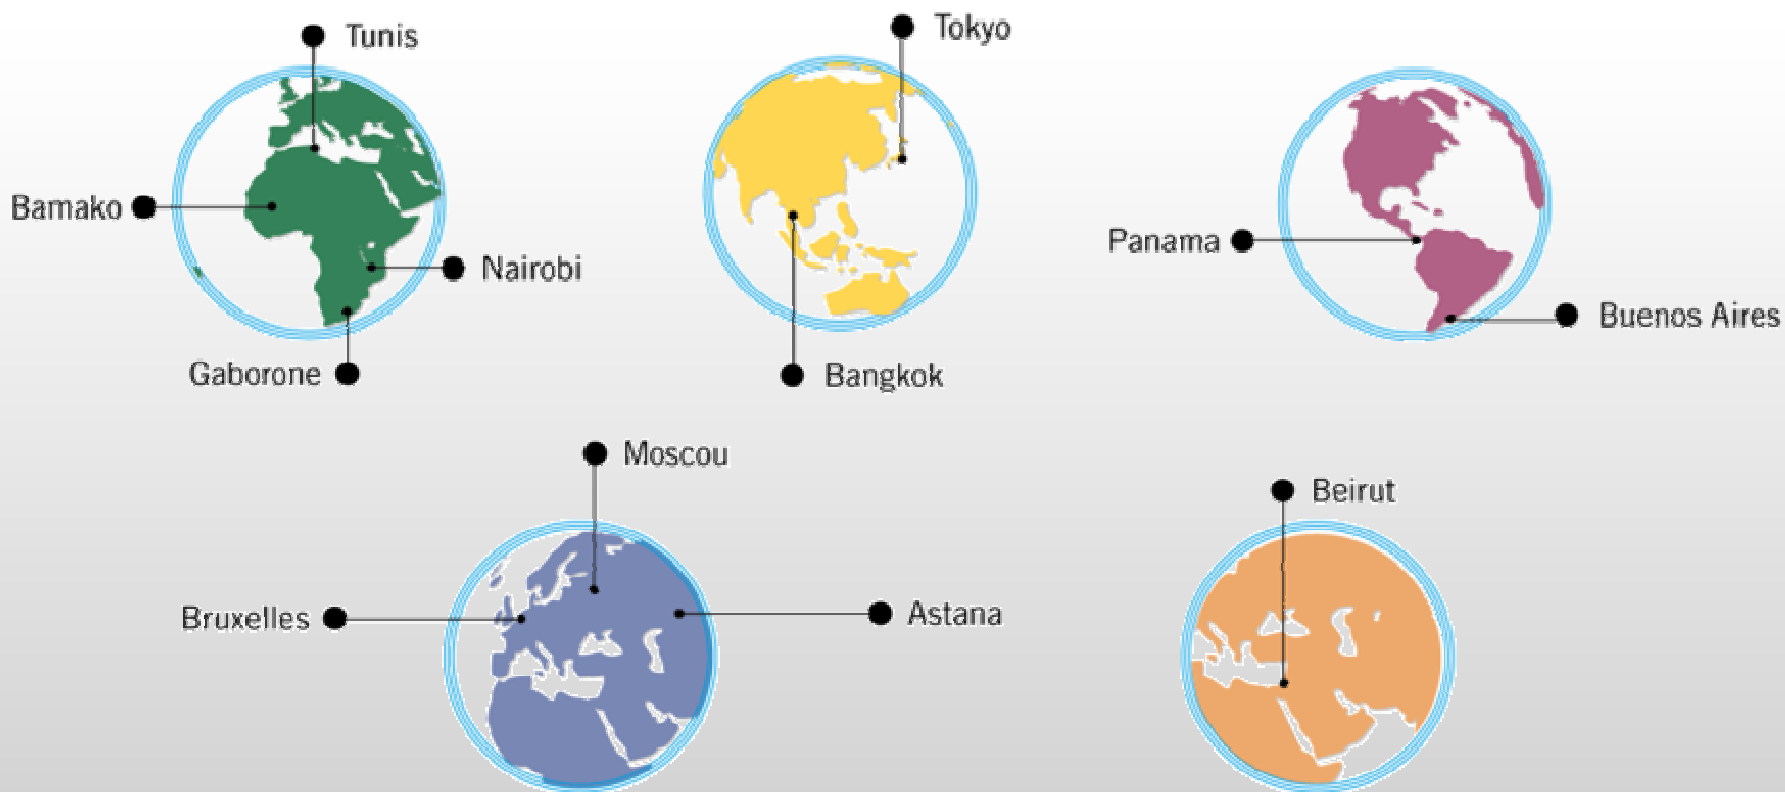 Tunis
Bamako
Nairobi
Gaborone
Tokyo
Bangkok
Panama
Buenos Aires
Moscou
Bruxelles
Astana
Beirut